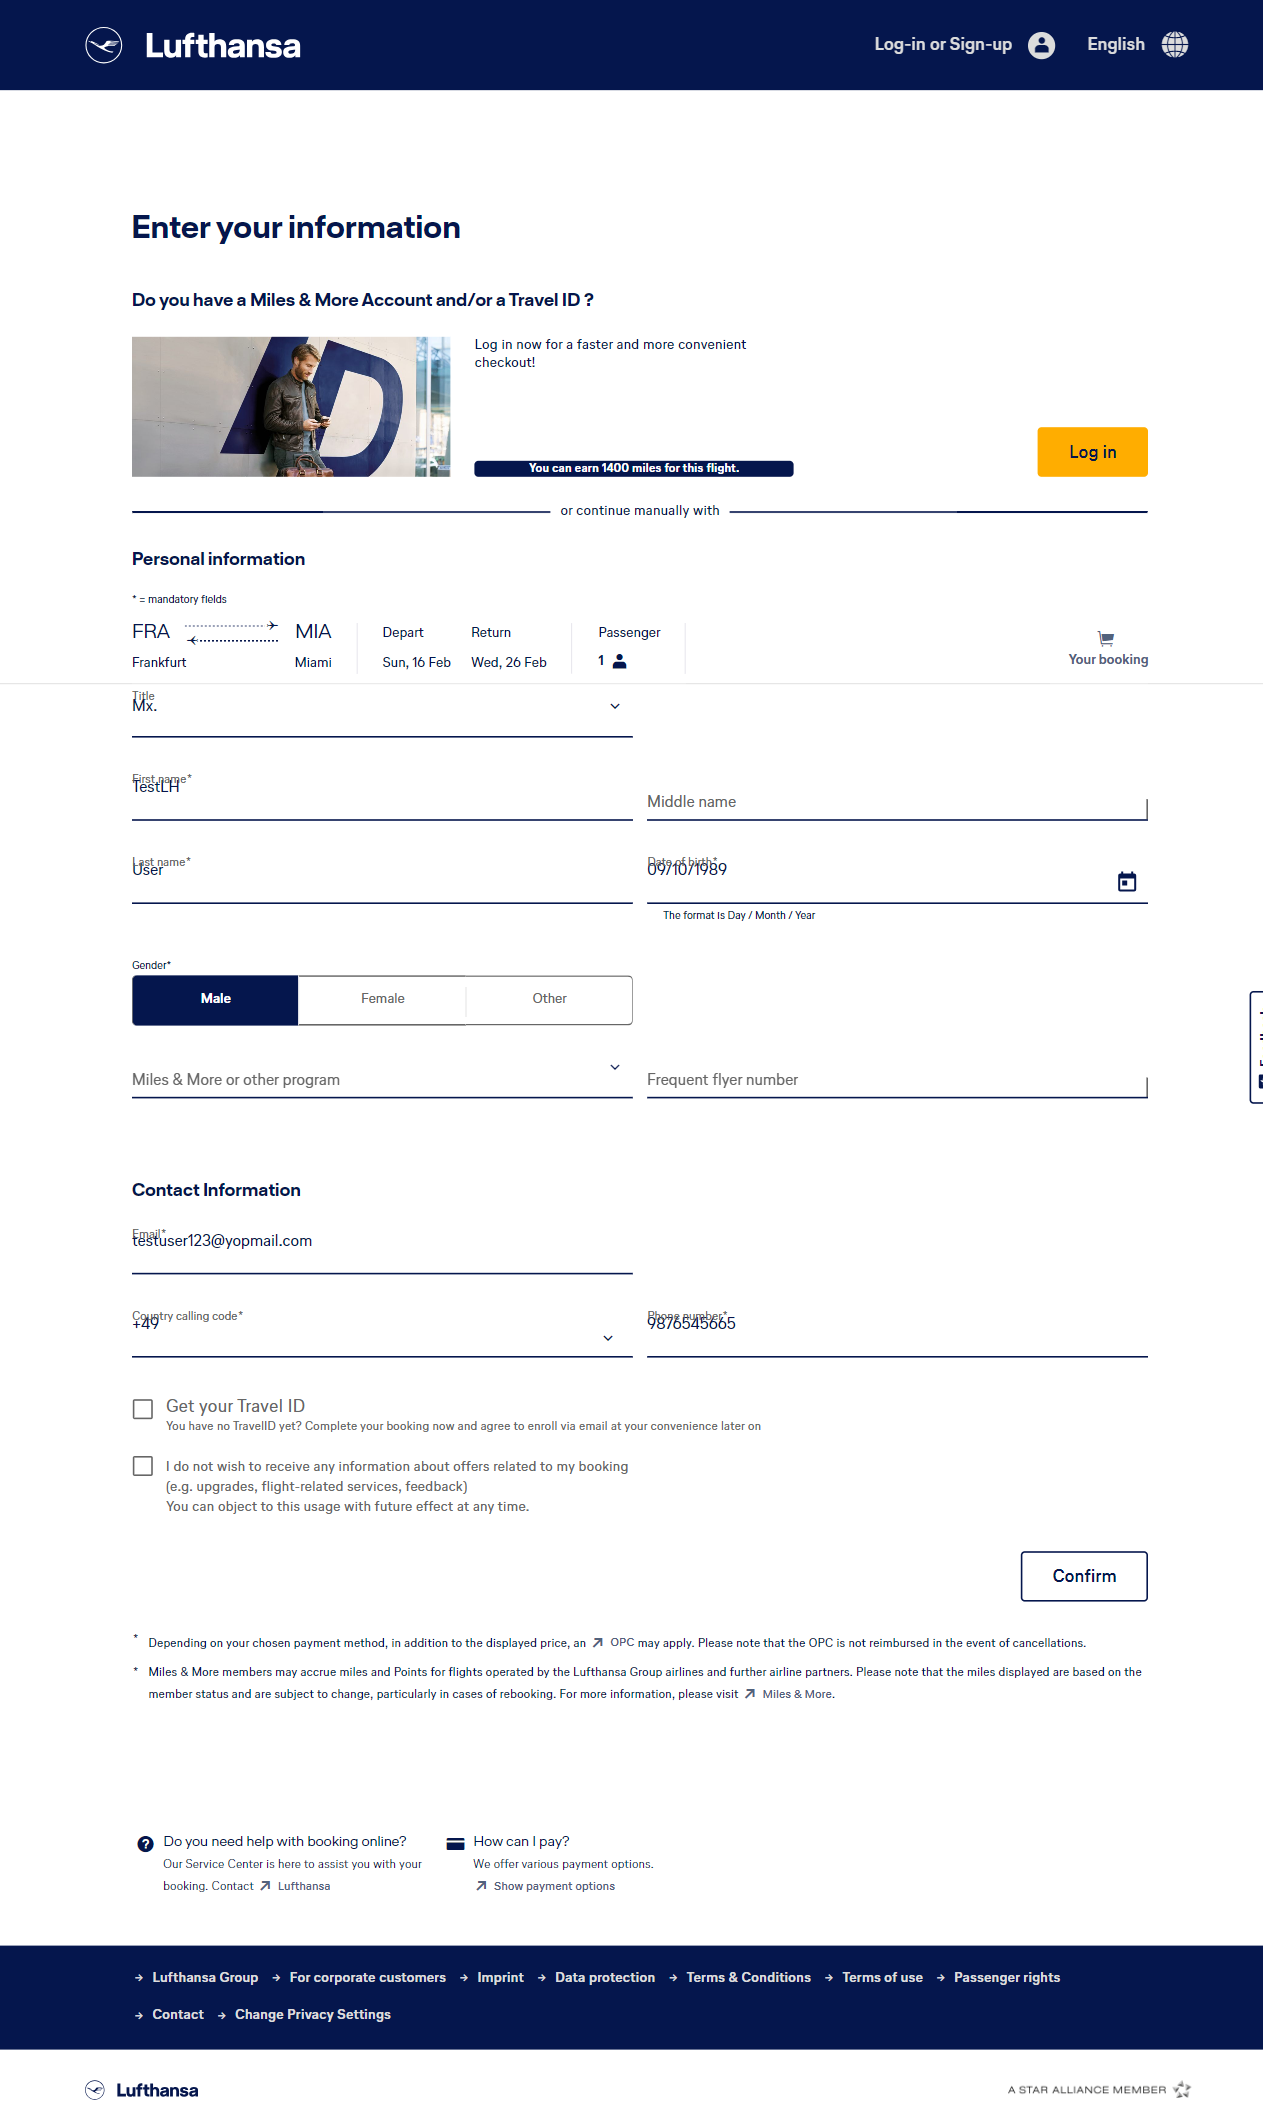 Lufthansa
Log-in or Sign-up
English
Enter your information
Do you have a Miles & More Account and/or a Travel ID ?
Log in now for a faster and more convenient
checkout!
You can earn 1400 miles for this flight.
Log in
or continue manually with
Personal information
* = mandatory fields
FRA
MIA
Depart
Return
Passenger
Frankfurt
Miami
Sun, 16 Feb
Wed, 26 Feb
1
Your booking
Title
Mx.
First name*
TestLH
Middle name
Last name*
User
Date of birth*
09/10/1989
The format is Day / Month / Year
Gender*
Male
Female
Other
Miles & More or other program
Frequent flyer number
Contact Information
Email*
testuser123@yopmail.com
Country calling code*
+49
Phone number*
9876545665
Get your Travel ID
You have no TravelID yet? Complete your booking now and agree to enroll via email at your convenience later on
I do not wish to receive any information about offers related to my booking
(e.g. upgrades, flight-related services, feedback)
You can object to this usage with future effect at any time.
Confirm
* Depending on your chosen payment method, in addition to the displayed price, an OPC may apply. Please note that the OPC is not reimbursed in the event of cancellations.
* Miles & More members may accrue miles and Points for flights operated by the Lufthansa Group airlines and further airline partners. Please note that the miles displayed are based on the
member status and are subject to change, particularly in cases of rebooking. For more information, please visit Miles & More.
Do you need help with booking online?
Our Service Center is here to assist you with your
booking. Contact Lufthansa
How can I pay?
We offer various payment options.
Show payment options
Lufthansa Group
For corporate customers
Imprint
Data protection
Terms & Conditions
Terms of use
Passenger rights
Contact
Change Privacy Settings
Lufthansa
A STAR ALLIANCE MEMBER